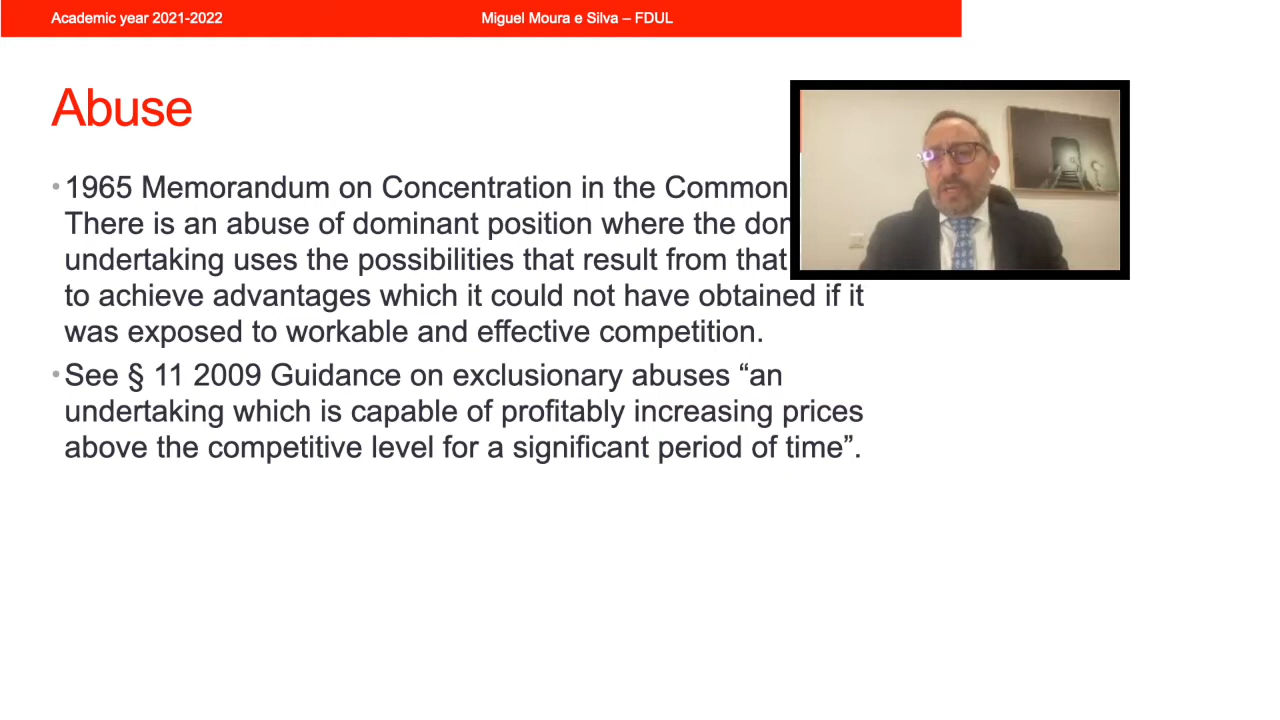 Academic year 2021-2022
Miguel Moura e Silva – FDUL
Abuse
•1965 Memorandum on Concentration in the Common
There is an abuse of dominant position where the
undertaking uses the possibilities that result from that
to achieve advantages which it could not have obtained if it
was exposed to workable and effective competition.
•See § 11 2009 Guidance on exclusionary abuses “an
undertaking which is capable of profitably increasing prices
above the competitive level for a significant period of time”.